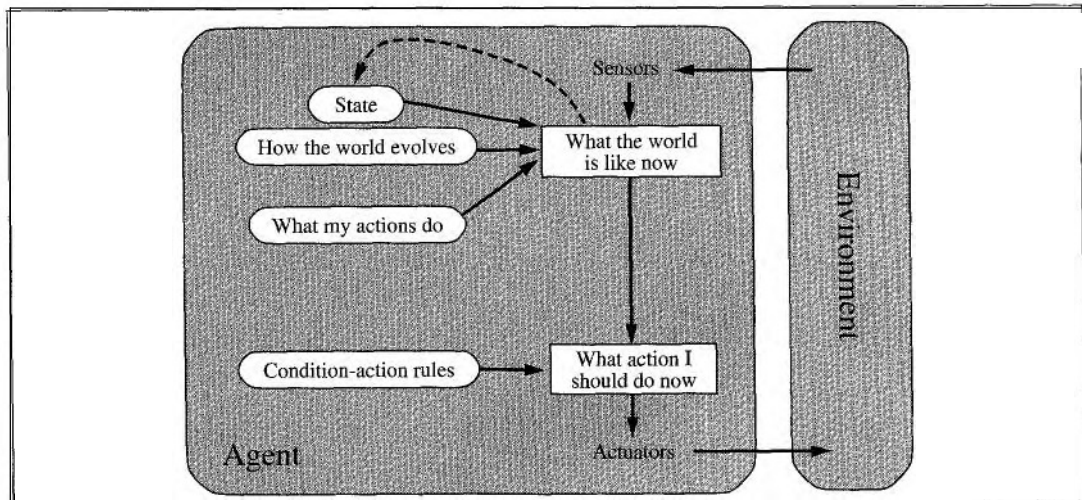 Sensors
State
What the world
is like now
How the world evolves
What my actions do
Environment
Condition-action rules
What action I
should do now
Agent
Actuators